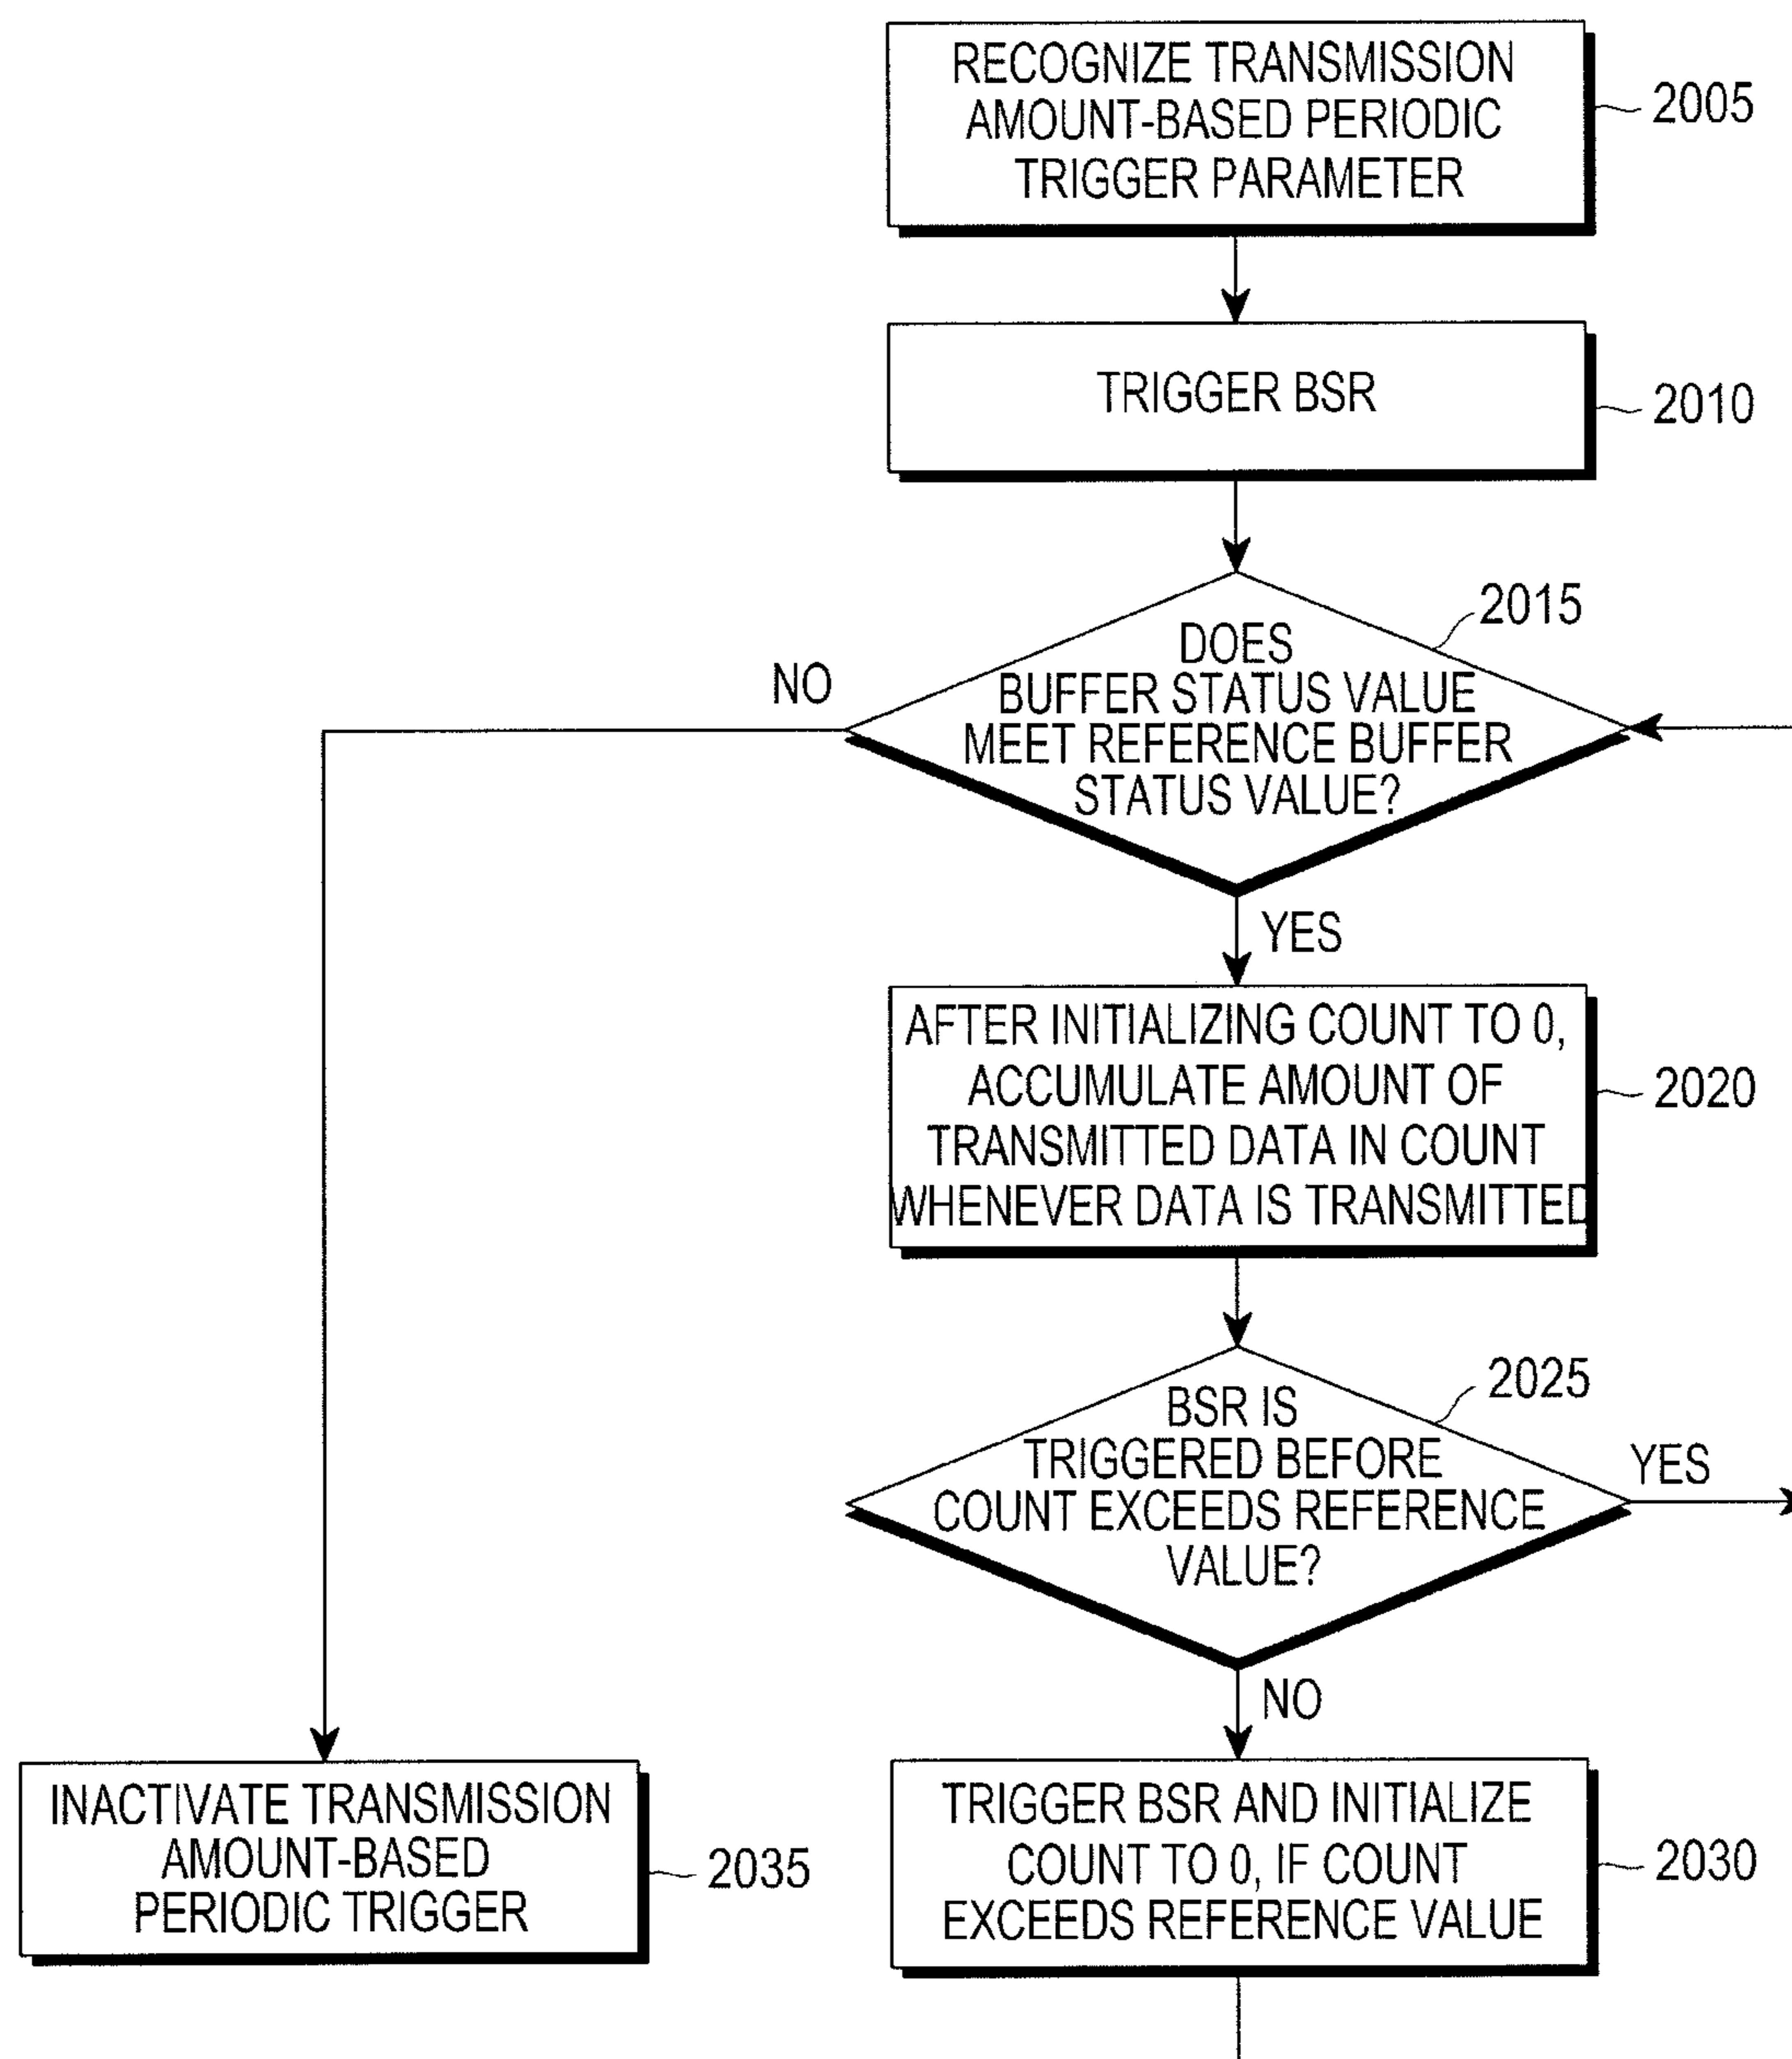 RECOGNIZE TRANSMISSION
AMOUNT-BASED PERIODIC
TRIGGER PARAMETER
2005
TRIGGER BSR
2010
2015
DOES
BUFFER STATUS VALUE
MEET REFERENCE BUFFER
STATUS VALUE?
NO
YES
AFTER INITIALIZING COUNT TO 0,
ACCUMULATE AMOUNT OF
TRANSMITTED DATA IN COUNT
WHENEVER DATA IS TRANSMITTED
2020
2025
BSR IS
TRIGGERED BEFORE
COUNT EXCEEDS REFERENCE
VALUE?
YES
NO
INACTIVATE TRANSMISSION
AMOUNT-BASED
PERIODIC TRIGGER
2035
TRIGGER BSR AND INITIALIZE
COUNT TO 0, IF COUNT
EXCEEDS REFERENCE VALUE
2030